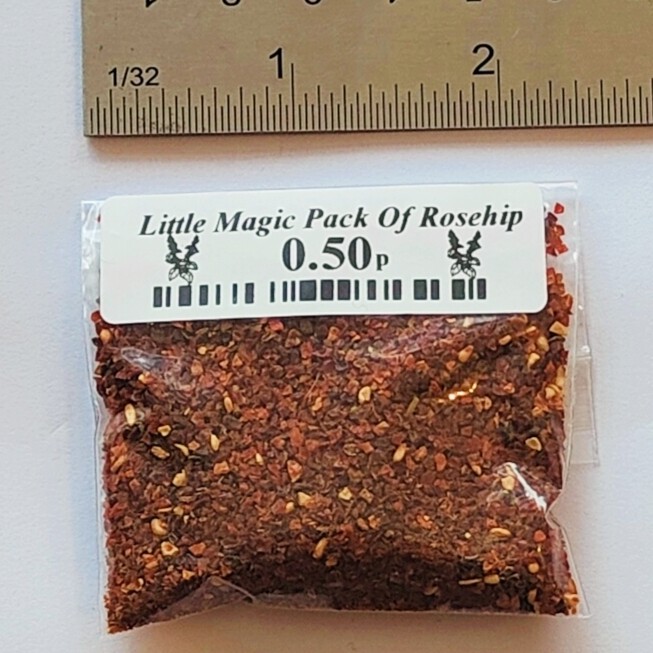 1/32
1
2
Little Magic Pack Of Rosehip
0.50p